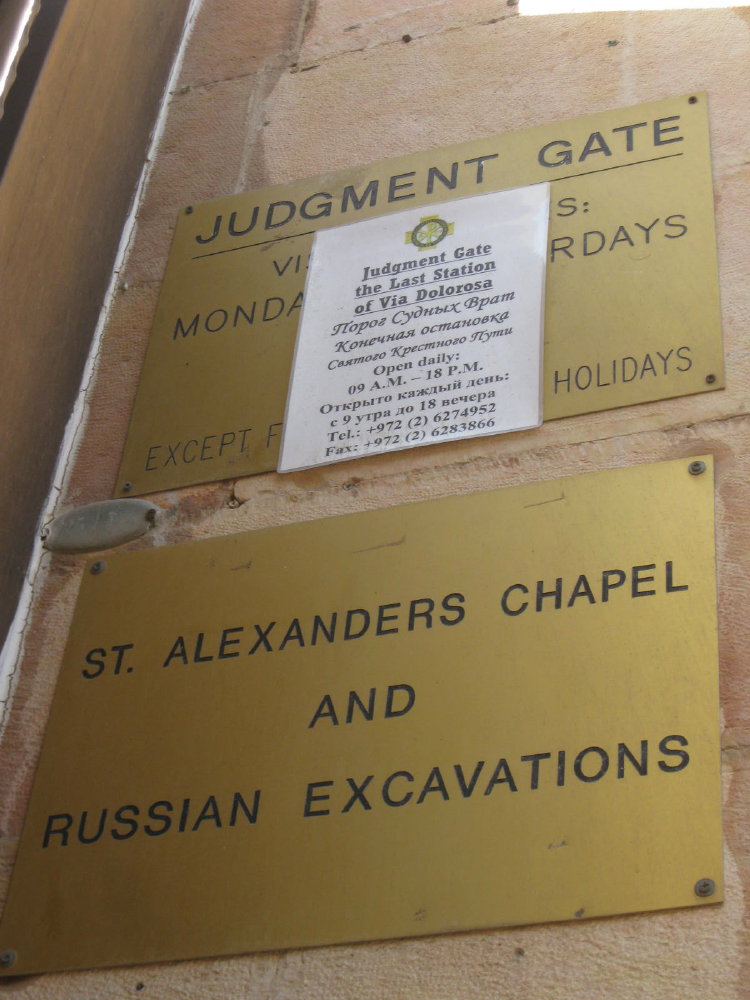 JUDGMENT GATE
VI S:
MONDA RDAYS
EXCEPT F HOLIDAYS
Judgment Gate
the Last Station
of Via Dolorosa
Порог Судных Врат
Конечная остановка
Святого Крестного Пути
Open daily:
09 A.M. – 18 P.M.
Открыто каждый день:
с 9 утра до 18 вечера
Tel.: +972 (2) 6274952
Fax: +972 (2) 6283866
ST. ALEXANDERS CHAPEL
AND
RUSSIAN EXCAVATIONS